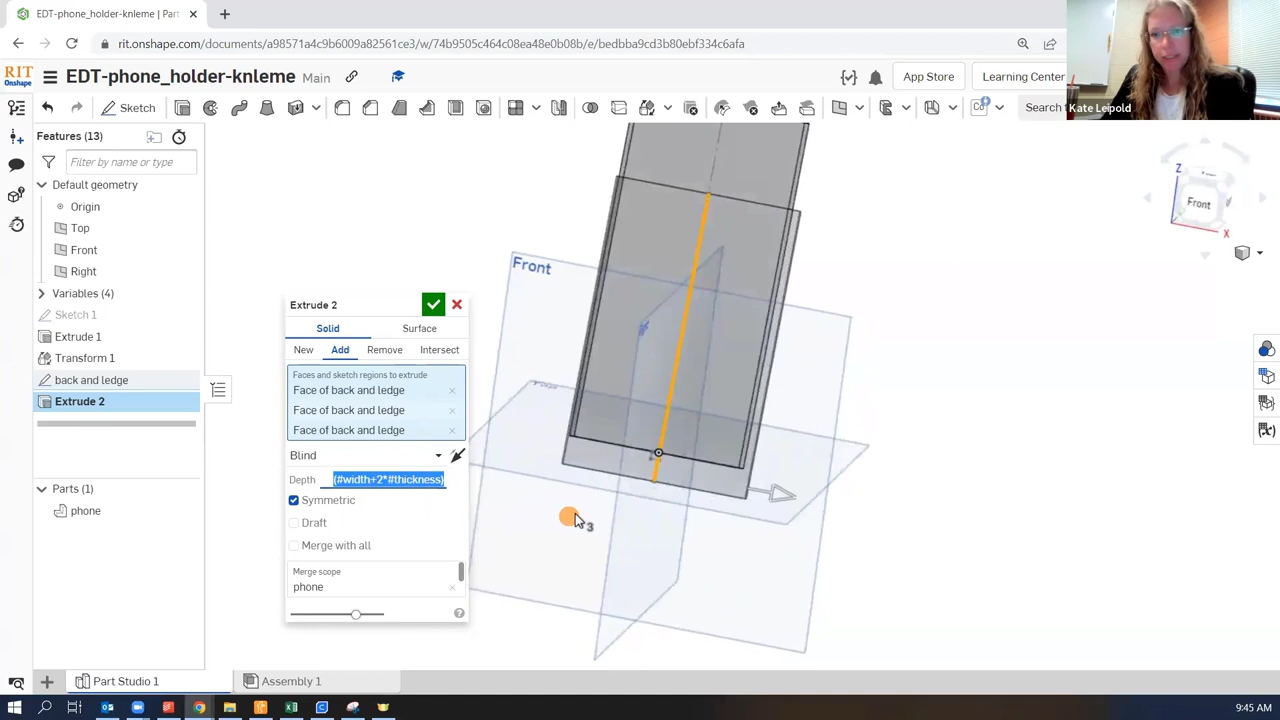 EDT-phone_holder-knleme | Part
rit.onshape.com/documents/a98571a4c9b6009a82561ce3/w/74b9505c464c08ea48e0b08b/e/bedbba9cd3b80ebf334c6afa
RIT
Onshape
EDT-phone_holder-knleme Main
App Store
Learning Center
Sketch
Search
Kate Leipold
Features (13)
Filter by name or type
Default geometry
Origin
Top
Front
Right
Variables (4)
Sketch 1
Extrude 1
Transform 1
back and ledge
Extrude 2
Parts (1)
phone
Extrude 2
Solid Surface
New Add Remove Intersect
Faces and sketch regions to extrude
Face of back and ledge
Face of back and ledge
Face of back and ledge
Blind
Depth (#width+2*#thickness)
Symmetric
Draft
Merge with all
Merge scope
phone
Front
3
Z
Front
X
Part Studio 1
Assembly 1
9:45 AM